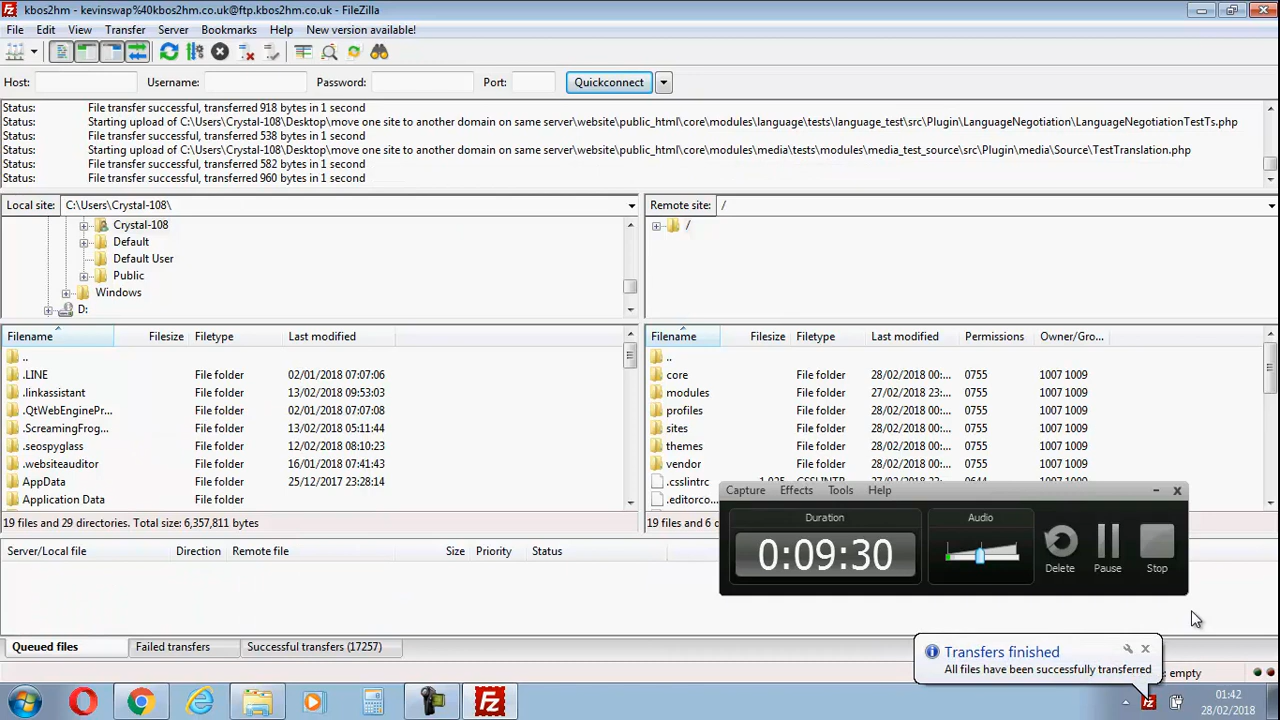 kbos2hm - kevinswap%40kbos2hm.co.uk@ftp.kbos2hm.co.uk - FileZilla
File Edit View Transfer Server Bookmarks Help New version available!
Host: Username: Password: Port: Quickconnect
Status: File transfer successful, transferred 918 bytes in 1 second
Status: Starting upload of C:\Users\Crystal-108\Desktop\move one site to another domain on same server\website\public_html\core\modules\language\tests\language_test\src\Plugin\LanguageNegotiation\LanguageNegotiationTestTs.php
Status: File transfer successful, transferred 538 bytes in 1 second
Status: Starting upload of C:\Users\Crystal-108\Desktop\move one site to another domain on same server\website\public_html\core\modules\media\tests\modules\media_test_source\src\Plugin\media\Source\TestTranslation.php
Status: File transfer successful, transferred 582 bytes in 1 second
Status: File transfer successful, transferred 960 bytes in 1 second
Local site: C:\Users\Crystal-108\ Remote site: /
Crystal-108
Default
Default User
Public
Windows
D:
/
Filename Filesize Filetype Last modified
..
.LINE File folder 02/01/2018 07:07:06
.linkassistant File folder 13/02/2018 09:53:03
.QtWebEnginePr... File folder 02/01/2018 07:07:08
.ScreamingFrog... File folder 13/02/2018 05:11:44
.seospyglass File folder 12/02/2018 08:10:23
.websiteauditor File folder 16/01/2018 07:41:43
AppData File folder 25/12/2017 23:28:14
Application Data File folder
19 files and 29 directories. Total size: 6,357,811 bytes
Filename Filesize Filetype Last modified Permissions Owner/Gro...
..
core File folder 28/02/2018 00:... 0755 1007 1009
modules File folder 27/02/2018 23:... 0755 1007 1009
profiles File folder 28/02/2018 00:... 0755 1007 1009
sites File folder 28/02/2018 00:... 0755 1007 1009
themes File folder 28/02/2018 00:... 0755 1007 1009
vendor File folder 28/02/2018 00:... 0755 1007 1009
.csslintrc
.editorco...
19 files and 6
Capture Effects Tools Help
Duration Audio
0:09:30
Delete Pause Stop
Server/Local file Direction Remote file Size Priority Status
Queued files Failed transfers Successful transfers (17257)
Transfers finished
All files have been successfully transferred
: empty
01:42
28/02/2018